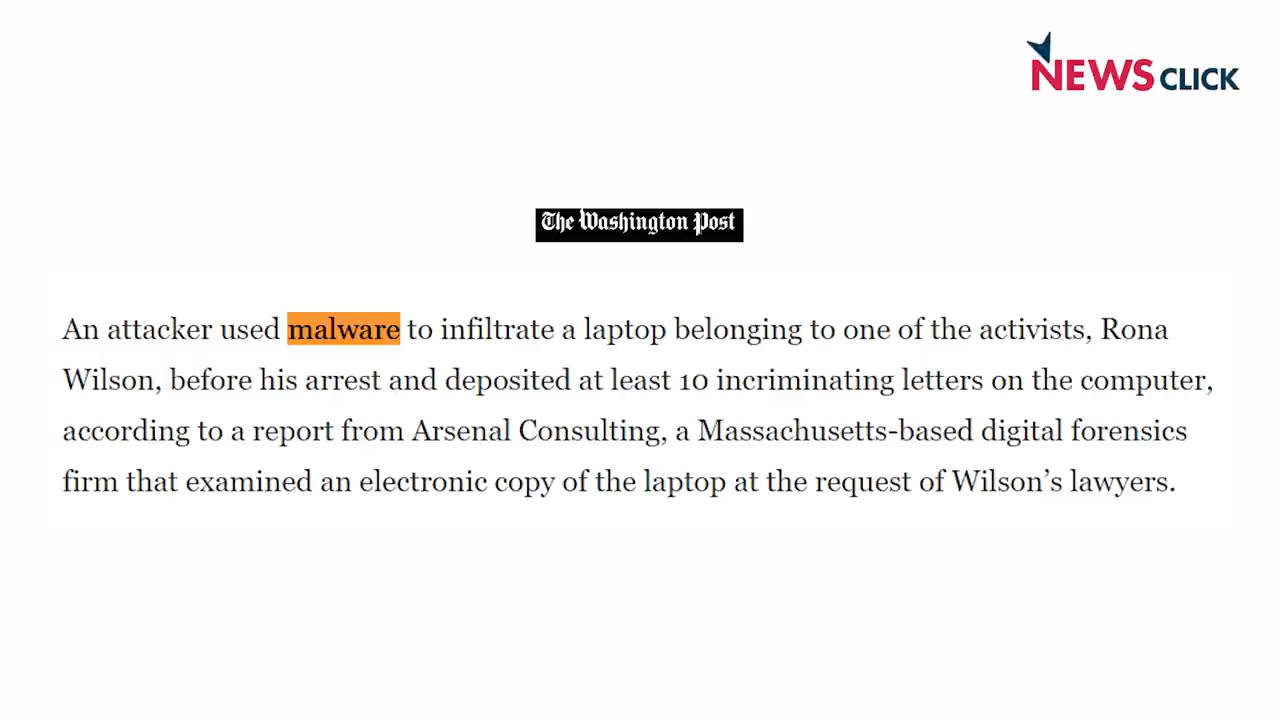 NEWSCLICK
The Washington Post
An attacker used malware to infiltrate a laptop belonging to one of the activists, Rona
Wilson, before his arrest and deposited at least 10 incriminating letters on the computer,
according to a report from Arsenal Consulting, a Massachusetts-based digital forensics
firm that examined an electronic copy of the laptop at the request of Wilson’s lawyers.